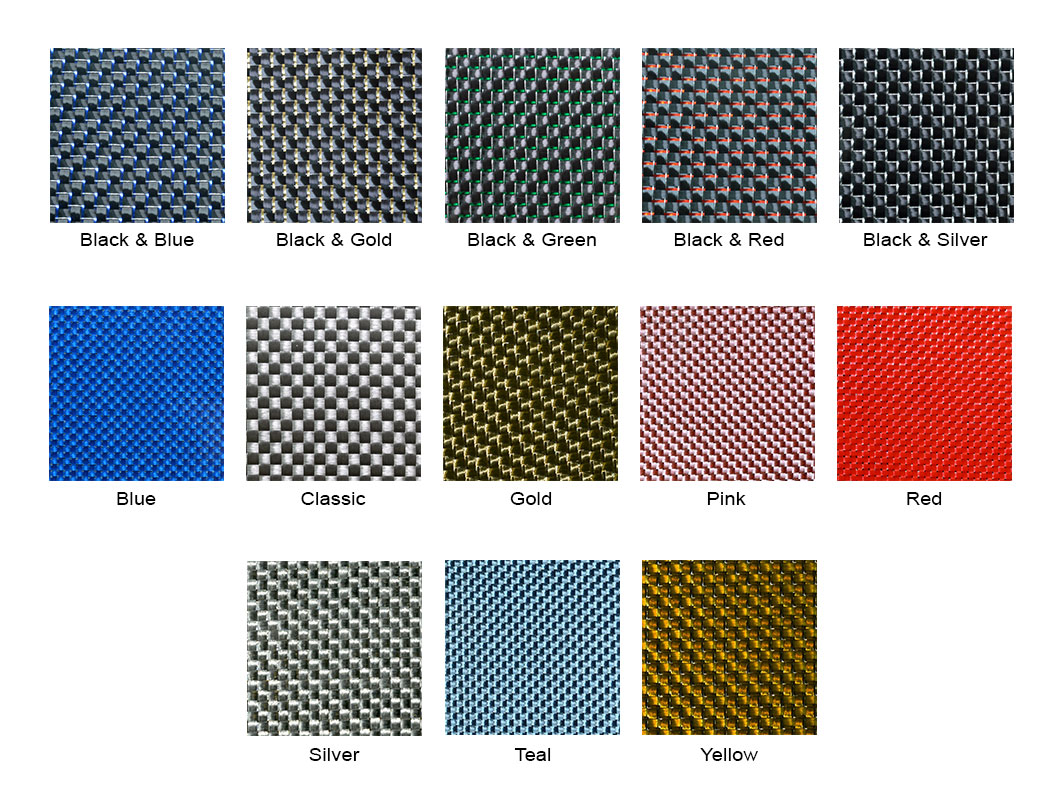 Black & Blue
Black & Gold
Black & Green
Black & Red
Black & Silver
Blue
Classic
Gold
Pink
Red
Silver
Teal
Yellow